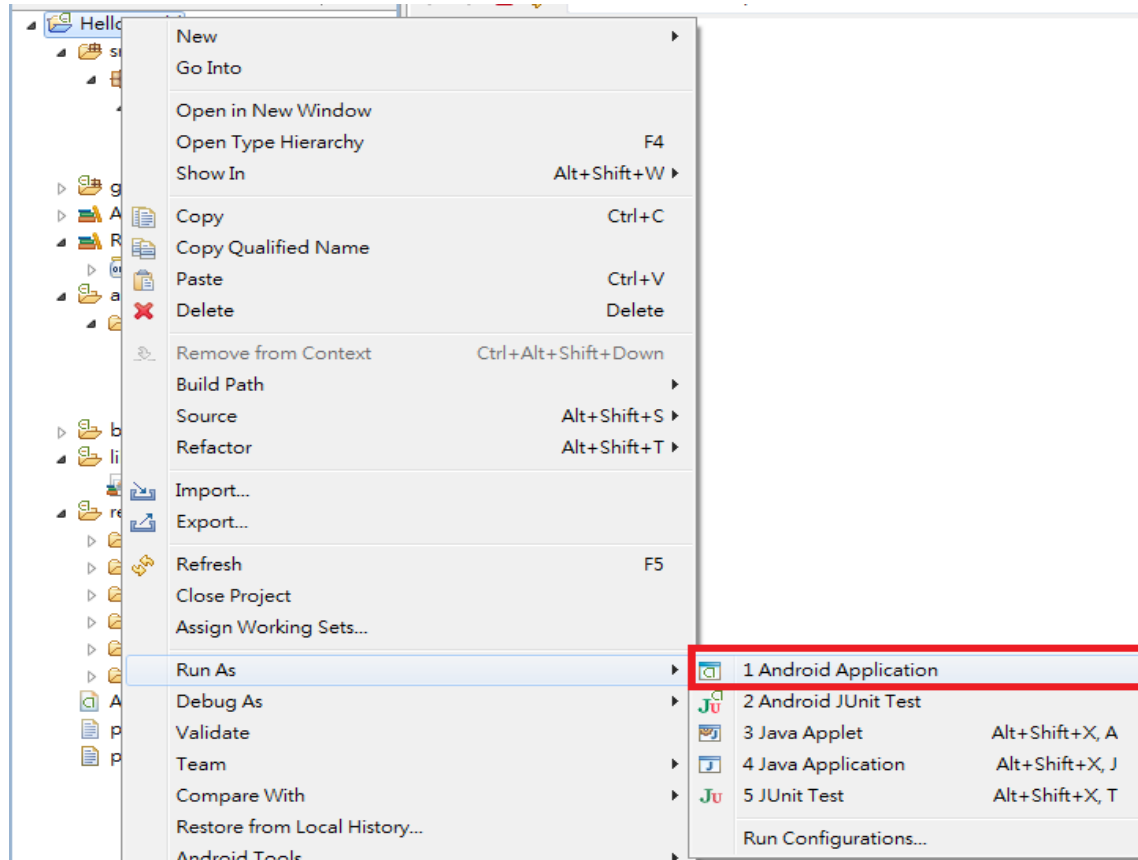 Hello
New
Go Into
Open in New Window
Open Type Hierarchy F4
Show In Alt+Shift+W
Copy Ctrl+C
Copy Qualified Name
Paste Ctrl+V
Delete Delete
Remove from Context Ctrl+Alt+Shift+Down
Build Path
Source Alt+Shift+S
Refactor Alt+Shift+T
Import...
Export...
Refresh F5
Close Project
Assign Working Sets...
Run As
1 Android Application
Debug As
2 Android JUnit Test
Validate
3 Java Applet Alt+Shift+X, A
Team
4 Java Application Alt+Shift+X, J
Compare With
5 JUnit Test Alt+Shift+X, T
Restore from Local History...
Run Configurations...
Android Tools